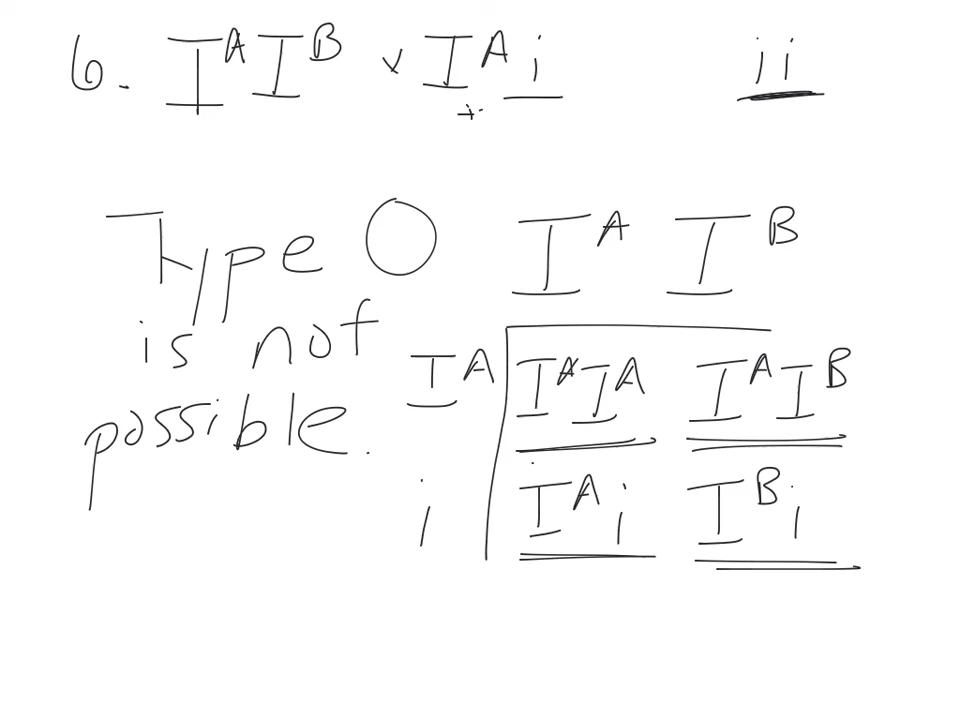 6. I^A I^B x I^A i ii
Type O
is not
possible.
I^A I^B
I^A I^A I^A I^A I^B
i I^A i I^B i